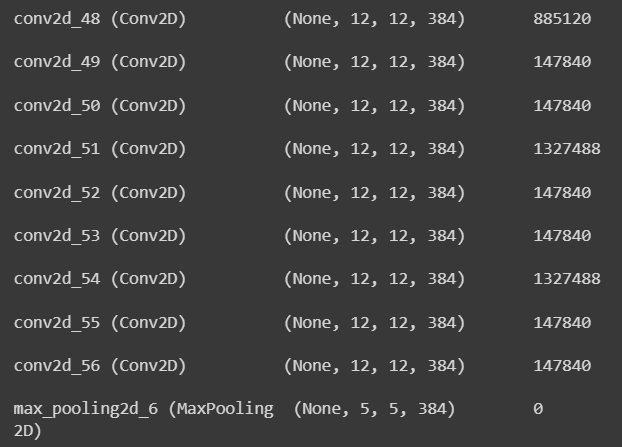 conv2d_48 (Conv2D) (None, 12, 12, 384) 885120
conv2d_49 (Conv2D) (None, 12, 12, 384) 147840
conv2d_50 (Conv2D) (None, 12, 12, 384) 147840
conv2d_51 (Conv2D) (None, 12, 12, 384) 1327488
conv2d_52 (Conv2D) (None, 12, 12, 384) 147840
conv2d_53 (Conv2D) (None, 12, 12, 384) 147840
conv2d_54 (Conv2D) (None, 12, 12, 384) 1327488
conv2d_55 (Conv2D) (None, 12, 12, 384) 147840
conv2d_56 (Conv2D) (None, 12, 12, 384) 147840
max_pooling2d_6 (MaxPooling (None, 5, 5, 384) 0
2D)